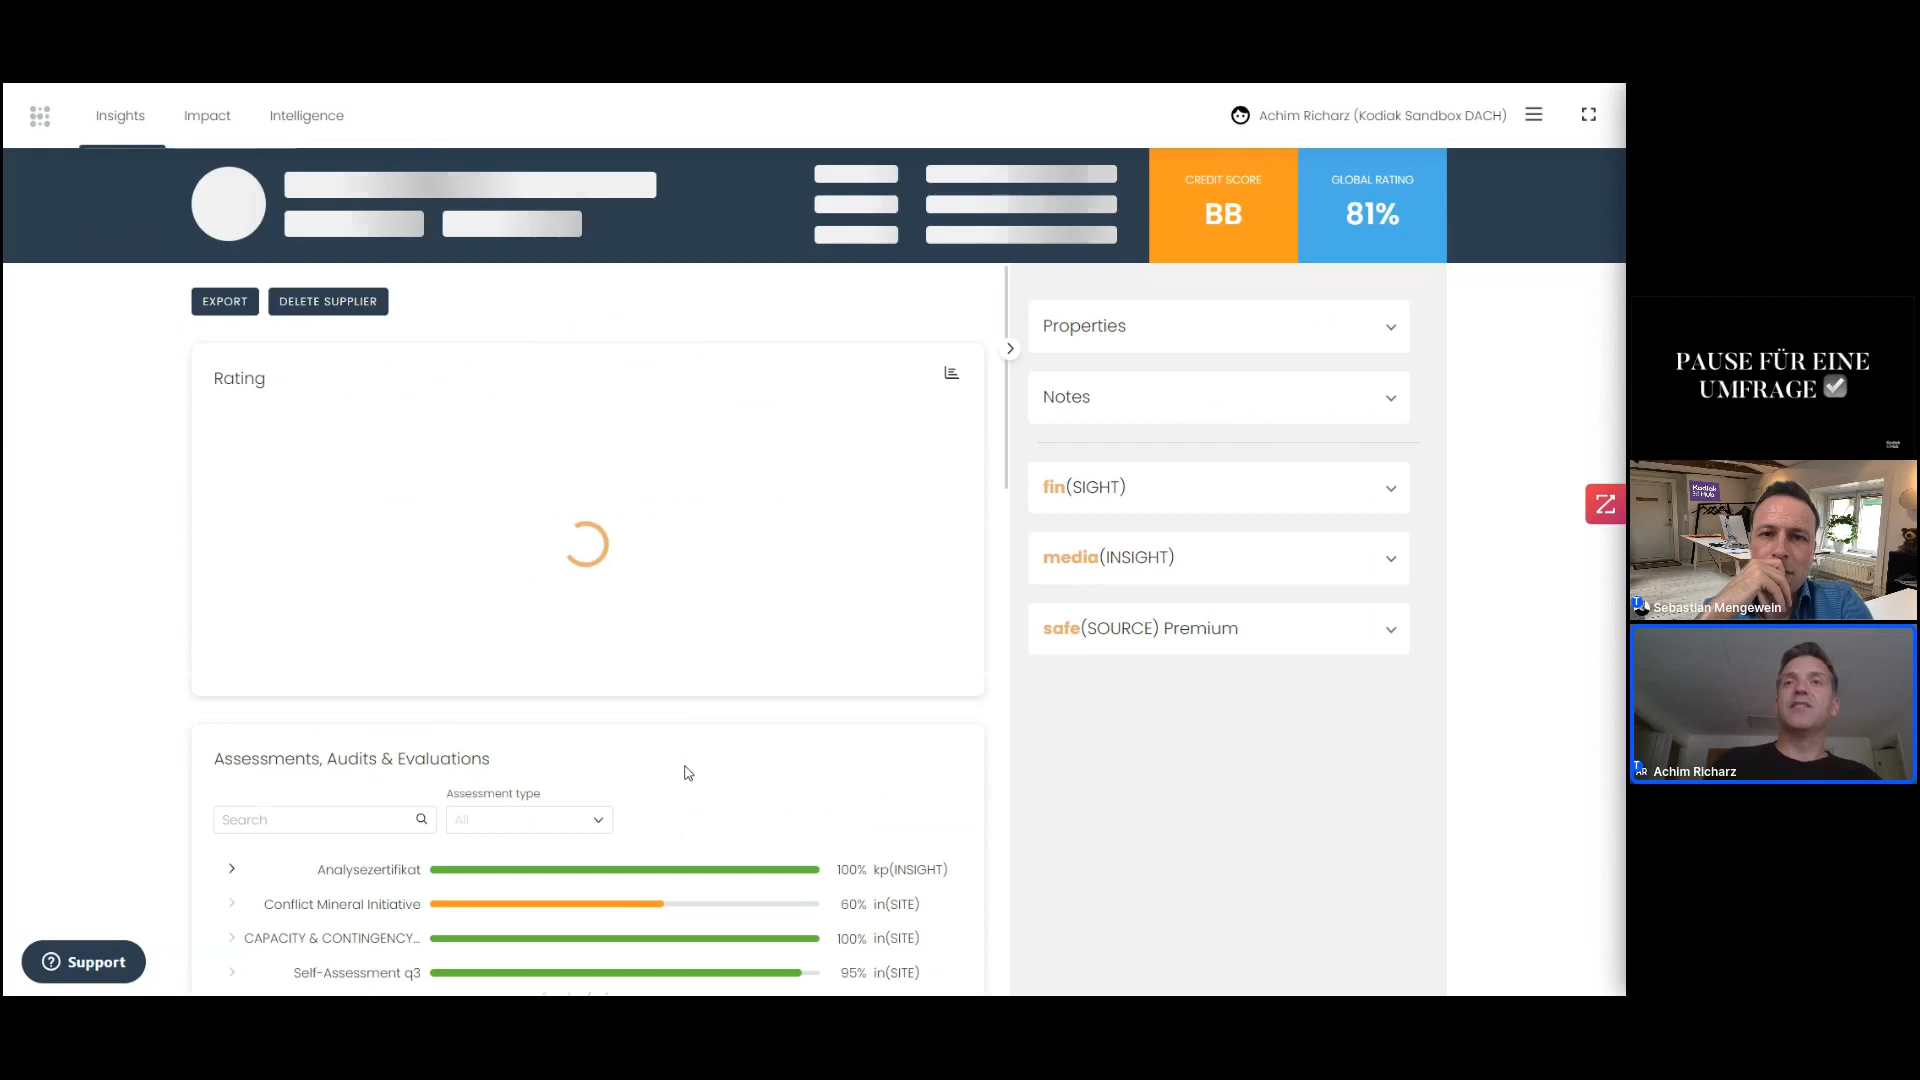 Insights Impact Intelligence
Achim Richarz (Kodiak Sandbox DACH)
CREDIT SCORE
BB
GLOBAL RATING
81%
EXPORT
DELETE SUPPLIER
Rating
Assessments, Audits & Evaluations
Assessment type
Search
All
Analysezertifikat 100% kp(INSIGHT)
Conflict Mineral Initiative 60% in(SITE)
CAPACITY & CONTINGENCY... 100% in(SITE)
Self-Assessment q3 95% in(SITE)
Support
Properties
Notes
fin(SIGHT)
media(INSIGHT)
safe(SOURCE) Premium
PAUSE FÜR EINE
UMFRAGE
Kodiak
Hub
Sebastian Mengewein
Achim Richarz